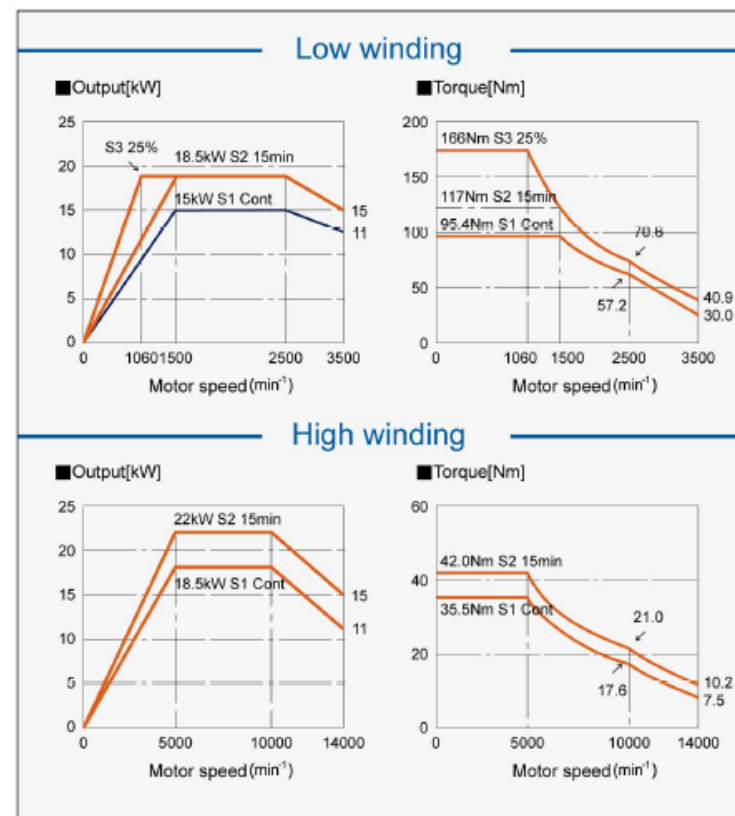 Low winding
■Output[kW]
25
20
15
10
5
0
S3 25%
18.5kW S2 15min
15kW S1 Cont
15
11
0 1060 1500 2500 3500
Motor speed(min-1)
■Torque[Nm]
200
150
100
50
0
166Nm S3 25%
117Nm S2 15min
95.4Nm S1 Cont
70.6
57.2
40.9
30.0
0 1060 1500 2500 3500
Motor speed(min-1)
High winding
■Output[kW]
25
20
15
10
5
0
22kW S2 15min
18.5kW S1 Cont
15
11
0 5000 10000 14000
Motor speed(min-1)
■Torque[Nm]
60
40
20
0
42.0Nm S2 15min
35.5Nm S1 Cont
21.0
17.6
10.2
7.5
0 5000 10000 14000
Motor speed(min-1)